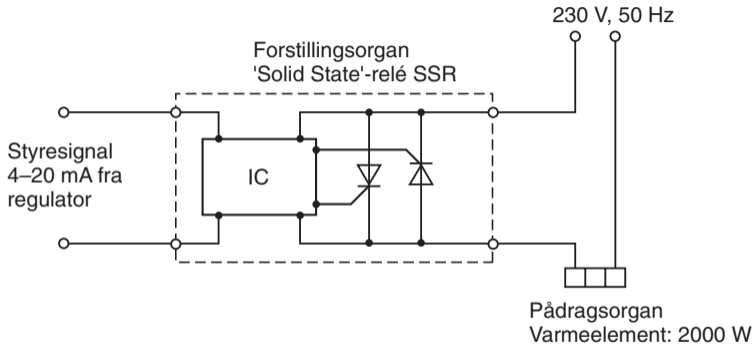 230 V, 50 Hz
Forstillingsorgan
'Solid State'-relé SSR
Styresignal
4–20 mA fra
regulator
IC
Pådragsorgan
Varmeelement: 2000 W